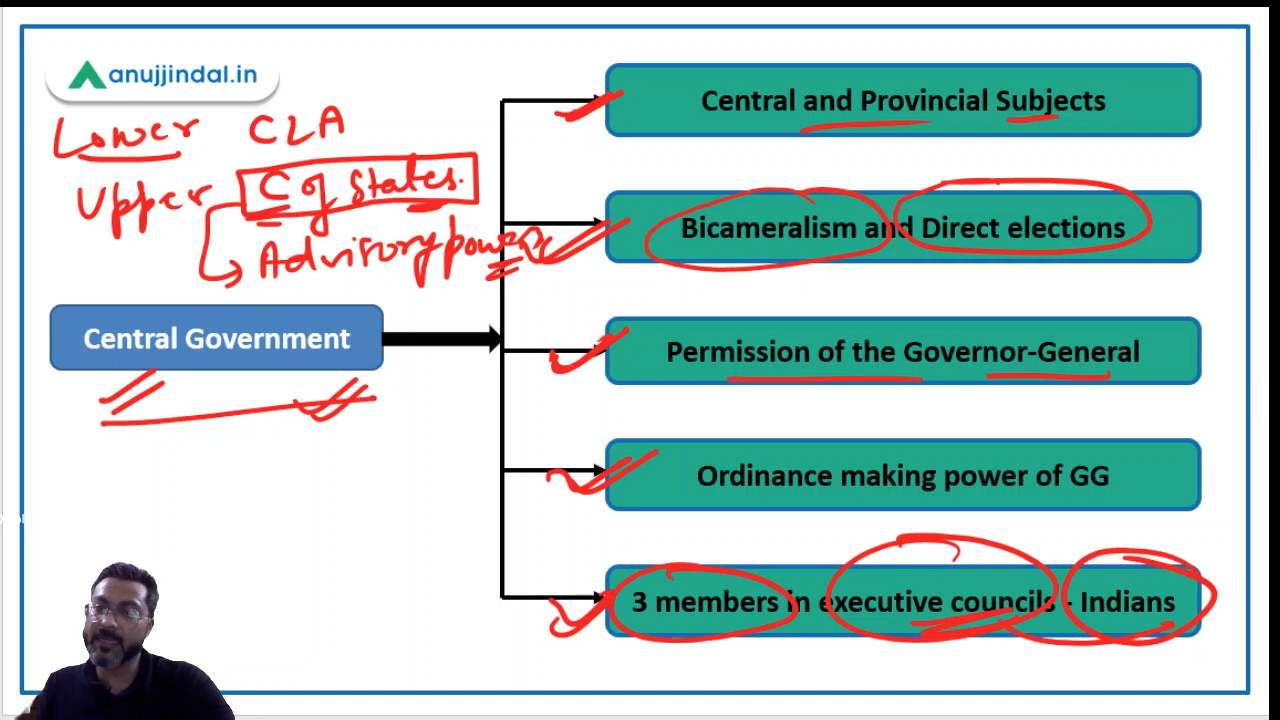 anujjindal.in
Lower CLA
Upper C of States.
Advisory power
Central Government
Central and Provincial Subjects
Bicameralism and Direct elections
Permission of the Governor-General
Ordinance making power of GG
3 members in executive councils - Indians